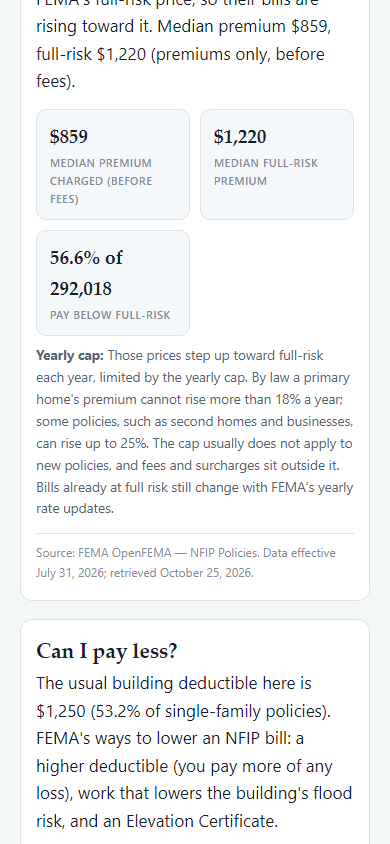 FEMA's full-risk price, so their bills are
rising toward it. Median premium $859,
full-risk $1,220 (premiums only, before
fees).
$859
MEDIAN PREMIUM
CHARGED (BEFORE
FEES)
$1,220
MEDIAN FULL-RISK
PREMIUM
56.6% of
292,018
PAY BELOW FULL-RISK
Yearly cap: Those prices step up toward full-risk
each year, limited by the yearly cap. By law a primary
home's premium cannot rise more than 18% a year;
some policies, such as second homes and businesses,
can rise up to 25%. The cap usually does not apply to
new policies, and fees and surcharges sit outside it.
Bills already at full risk still change with FEMA's yearly
rate updates.
Source: FEMA OpenFEMA — NFIP Policies. Data effective
July 31, 2026; retrieved October 25, 2026.
Can I pay less?
The usual building deductible here is
$1,250 (53.2% of single-family policies).
FEMA's ways to lower an NFIP bill: a
higher deductible (you pay more of any
loss), work that lowers the building's flood
risk, and an Elevation Certificate.